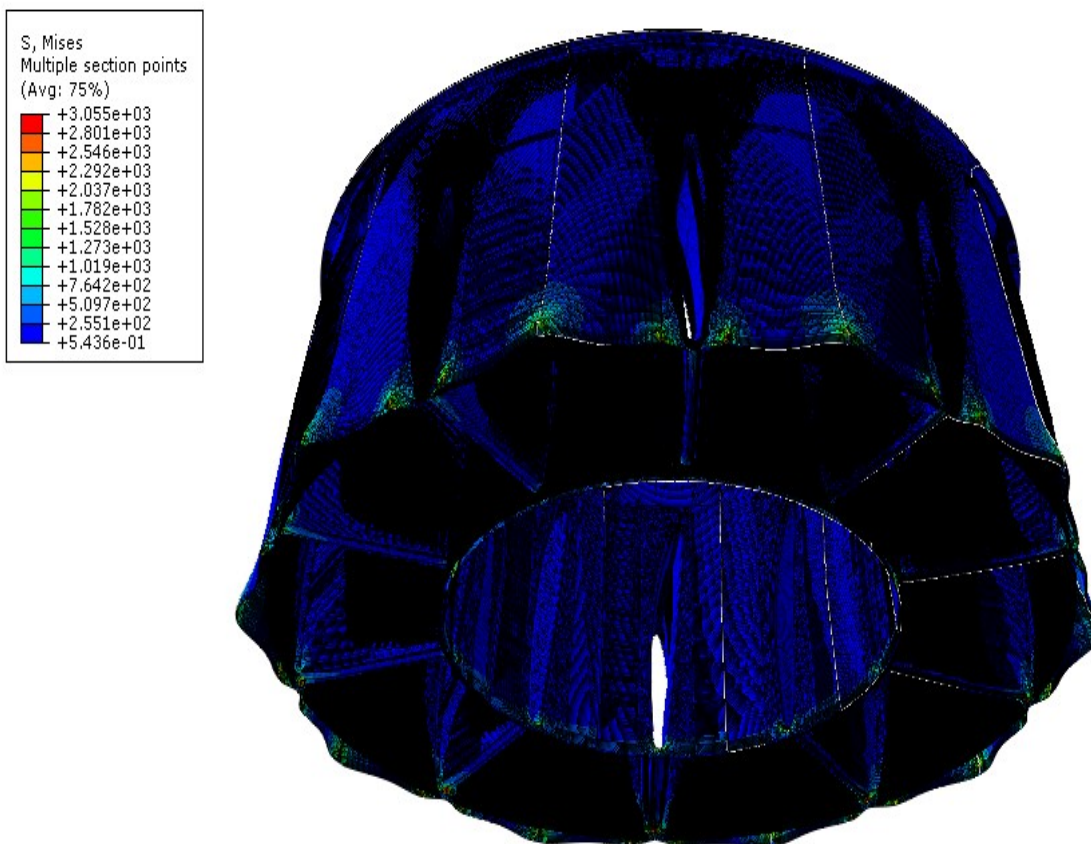 S, Mises
Multiple section points
(Avg: 75%)
+3.055e+03
+2.801e+03
+2.546e+03
+2.292e+03
+2.037e+03
+1.782e+03
+1.528e+03
+1.273e+03
+1.019e+03
+7.642e+02
+5.097e+02
+2.551e+02
+5.436e-01